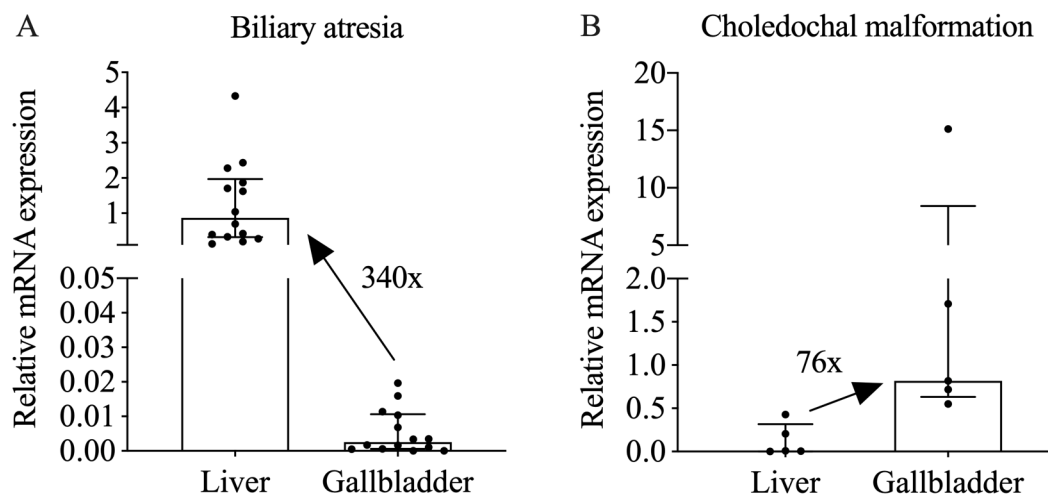 A
Biliary atresia
Relative mRNA expression
5
4
3
2
1
0.05
0.04
0.03
0.02
0.01
0.00
340x
Liver
Gallbladder
B
Choledochal malformation
Relative mRNA expression
20
15
10
5
2.0
1.5
1.0
0.5
0.0
76x
Liver
Gallbladder